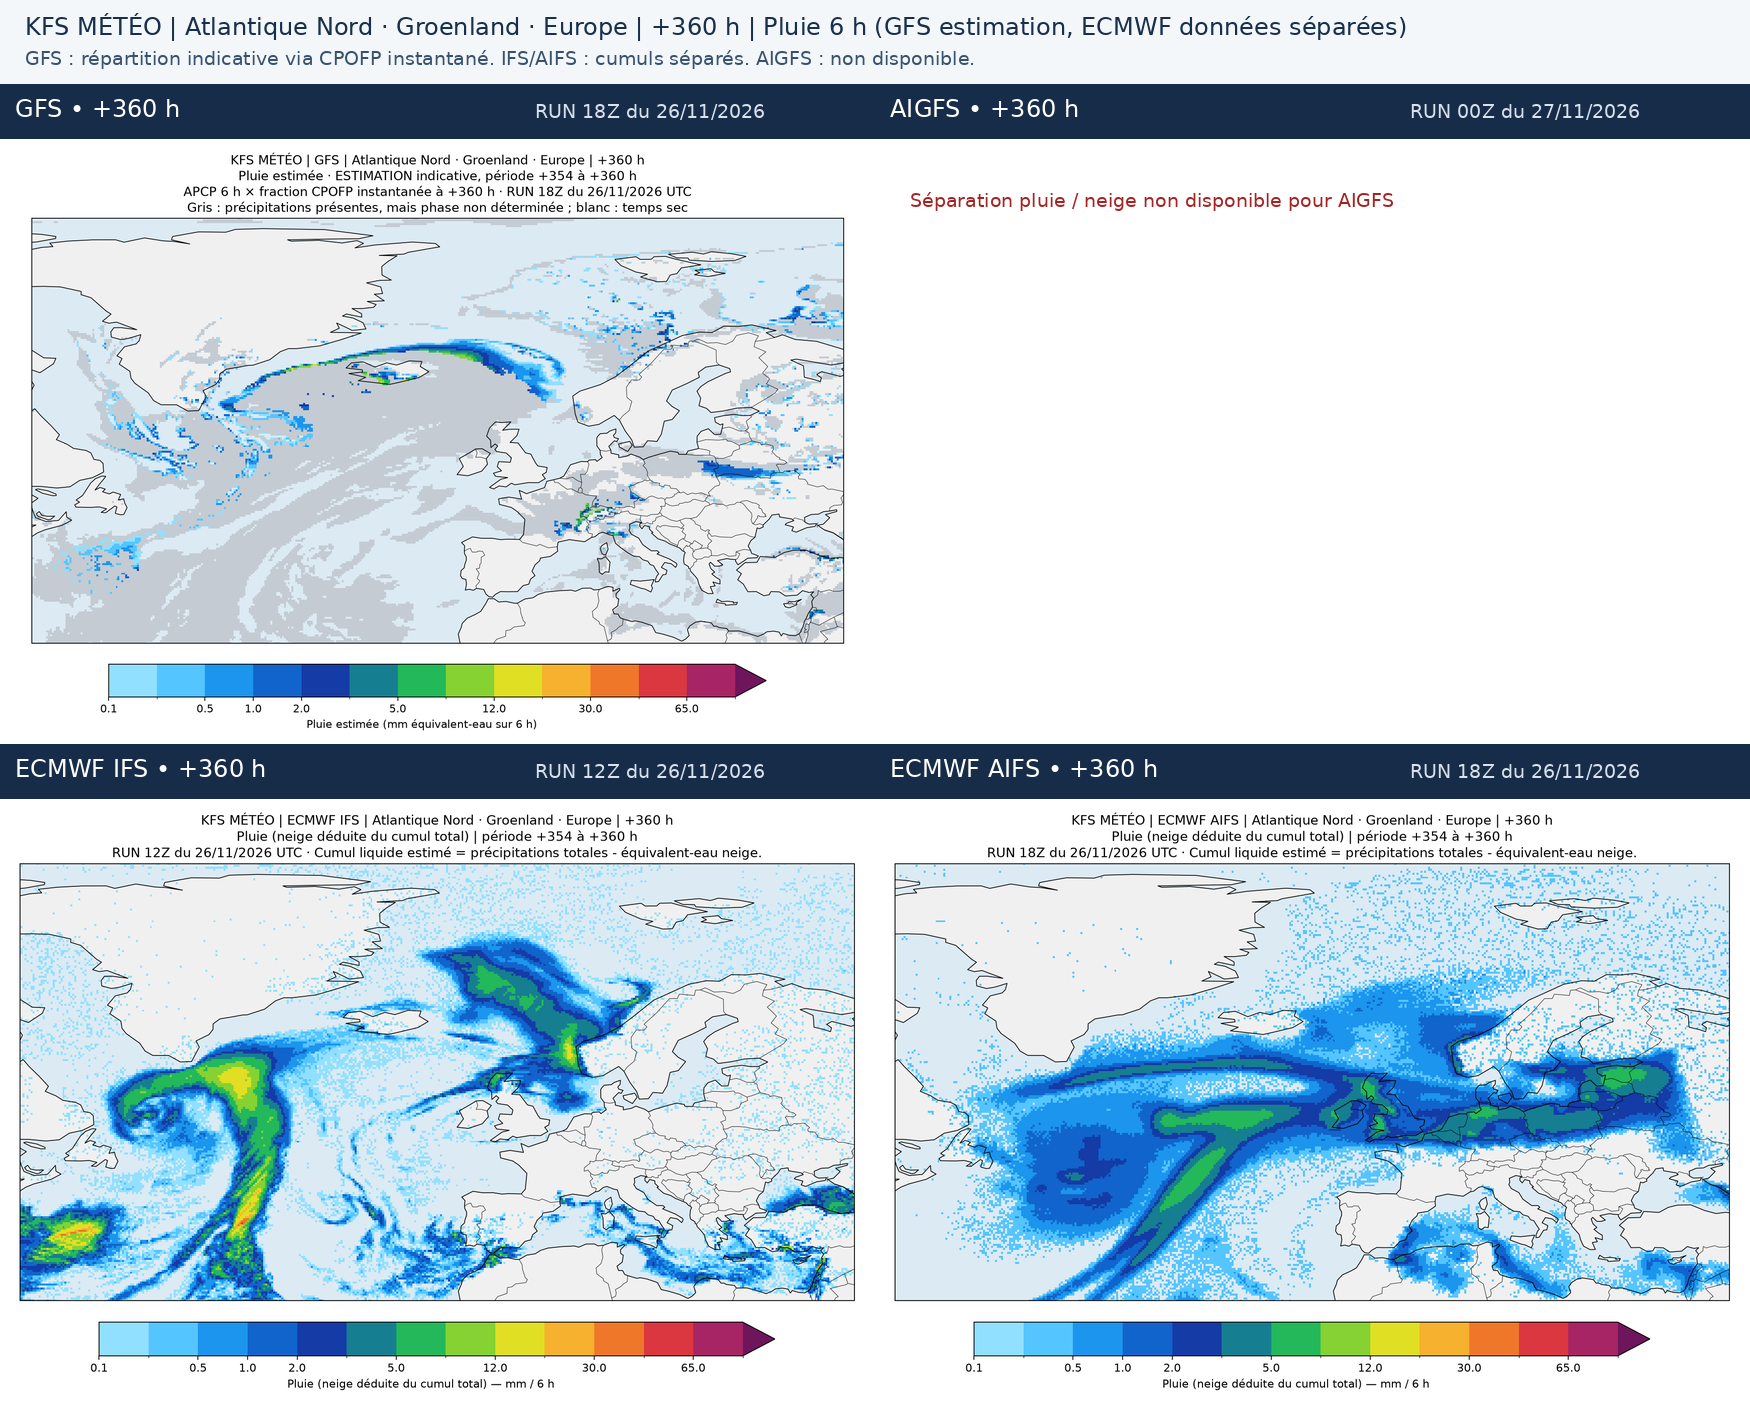 KFS MÉTÉO | Atlantique Nord · Groenland · Europe | +360 h | Pluie 6 h (GFS estimation, ECMWF données séparées)
GFS : répartition indicative via CPOFP instantané. IFS/AIFS : cumuls séparés. AIGFS : non disponible.
GFS • +360 h
RUN 18Z du 26/11/2026
AIGFS • +360 h
RUN 00Z du 27/11/2026
KFS MÉTÉO | GFS | Atlantique Nord · Groenland · Europe | +360 h
Pluie estimée · ESTIMATION indicative, période +354 à +360 h
APCP 6 h × fraction CPOFP instantanée à +360 h · RUN 18Z du 26/11/2026 UTC
Gris : précipitations présentes, mais phase non déterminée ; blanc : temps sec
Séparation pluie / neige non disponible pour AIGFS
0.1 0.5 1.0 2.0 5.0 12.0 30.0 65.0
Pluie estimée (mm équivalent-eau sur 6 h)
ECMWF IFS • +360 h
RUN 12Z du 26/11/2026
ECMWF AIFS • +360 h
RUN 18Z du 26/11/2026
KFS MÉTÉO | ECMWF IFS | Atlantique Nord · Groenland · Europe | +360 h
Pluie (neige déduite du cumul total) | période +354 à +360 h
RUN 12Z du 26/11/2026 UTC · Cumul liquide estimé = précipitations totales - équivalent-eau neige.
0.1 0.5 1.0 2.0 5.0 12.0 30.0 65.0
Pluie (neige déduite du cumul total) — mm / 6 h
KFS MÉTÉO | ECMWF AIFS | Atlantique Nord · Groenland · Europe | +360 h
Pluie (neige déduite du cumul total) | période +354 à +360 h
RUN 18Z du 26/11/2026 UTC · Cumul liquide estimé = précipitations totales - équivalent-eau neige.
0.1 0.5 1.0 2.0 5.0 12.0 30.0 65.0
Pluie (neige déduite du cumul total) — mm / 6 h